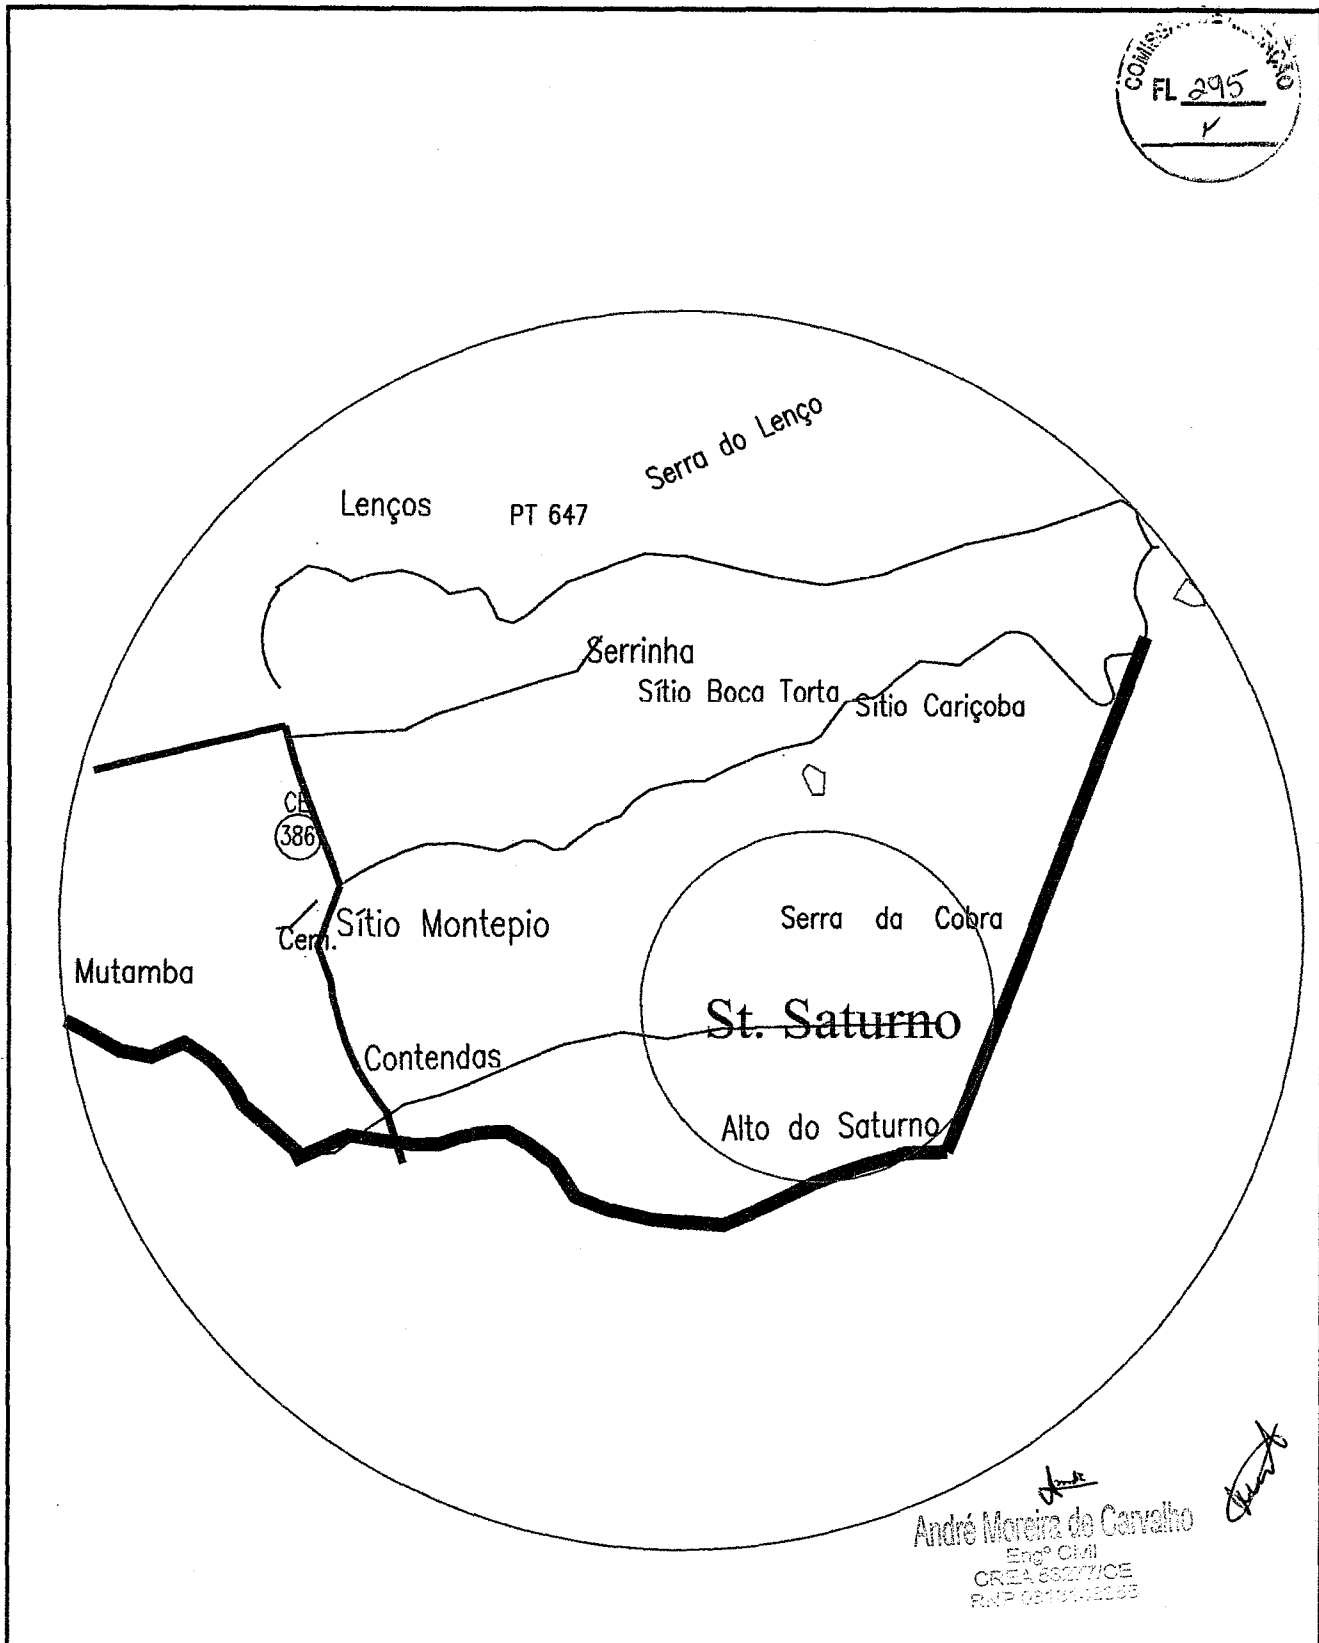 FL 295
Serra do Lenço
Lenços
PT 647
Serrinha
Sítio Boca Torta
Sítio Cariçoba
CE
386
Serra da Cobra
Sítio Montepio
Cem.
Mutamba
St. Saturno
Contendas
Alto do Saturno
André Moreira de Carvalho
Engº Civil